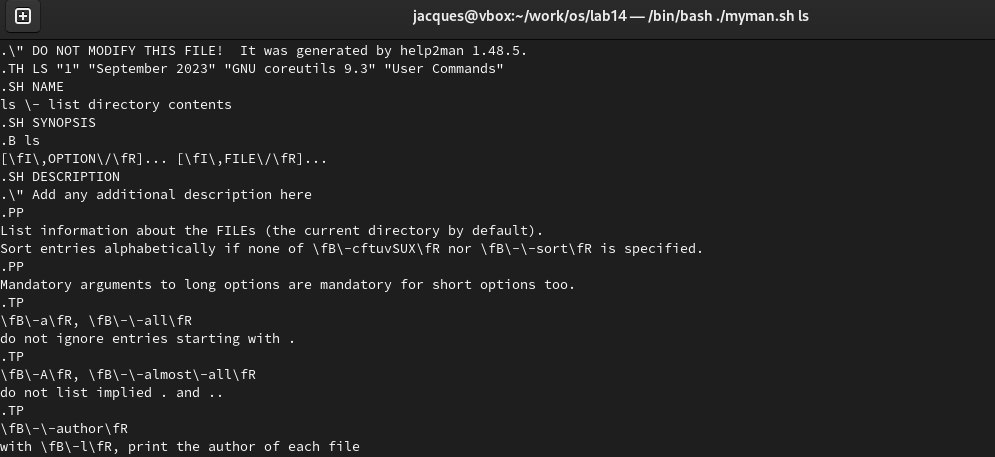 jacques@vbox:~/work/os/lab14 — /bin/bash ./myman.sh ls
.\" DO NOT MODIFY THIS FILE!  It was generated by help2man 1.48.5.
.TH LS "1" "September 2023" "GNU coreutils 9.3" "User Commands"
.SH NAME
ls \- list directory contents
.SH SYNOPSIS
.B ls
[\fI\,OPTION\/\fR]... [\fI\,FILE\/\fR]...
.SH DESCRIPTION
.\" Add any additional description here
.PP
List information about the FILEs (the current directory by default).
Sort entries alphabetically if none of \fB\-cftuvSUX\fR nor \fB\-\-sort\fR is specified.
.PP
Mandatory arguments to long options are mandatory for short options too.
.TP
\fB\-a\fR, \fB\-\-all\fR
do not ignore entries starting with .
.TP
\fB\-A\fR, \fB\-\-almost\-all\fR
do not list implied . and ..
.TP
\fB\-\-author\fR
with \fB\-l\fR, print the author of each file